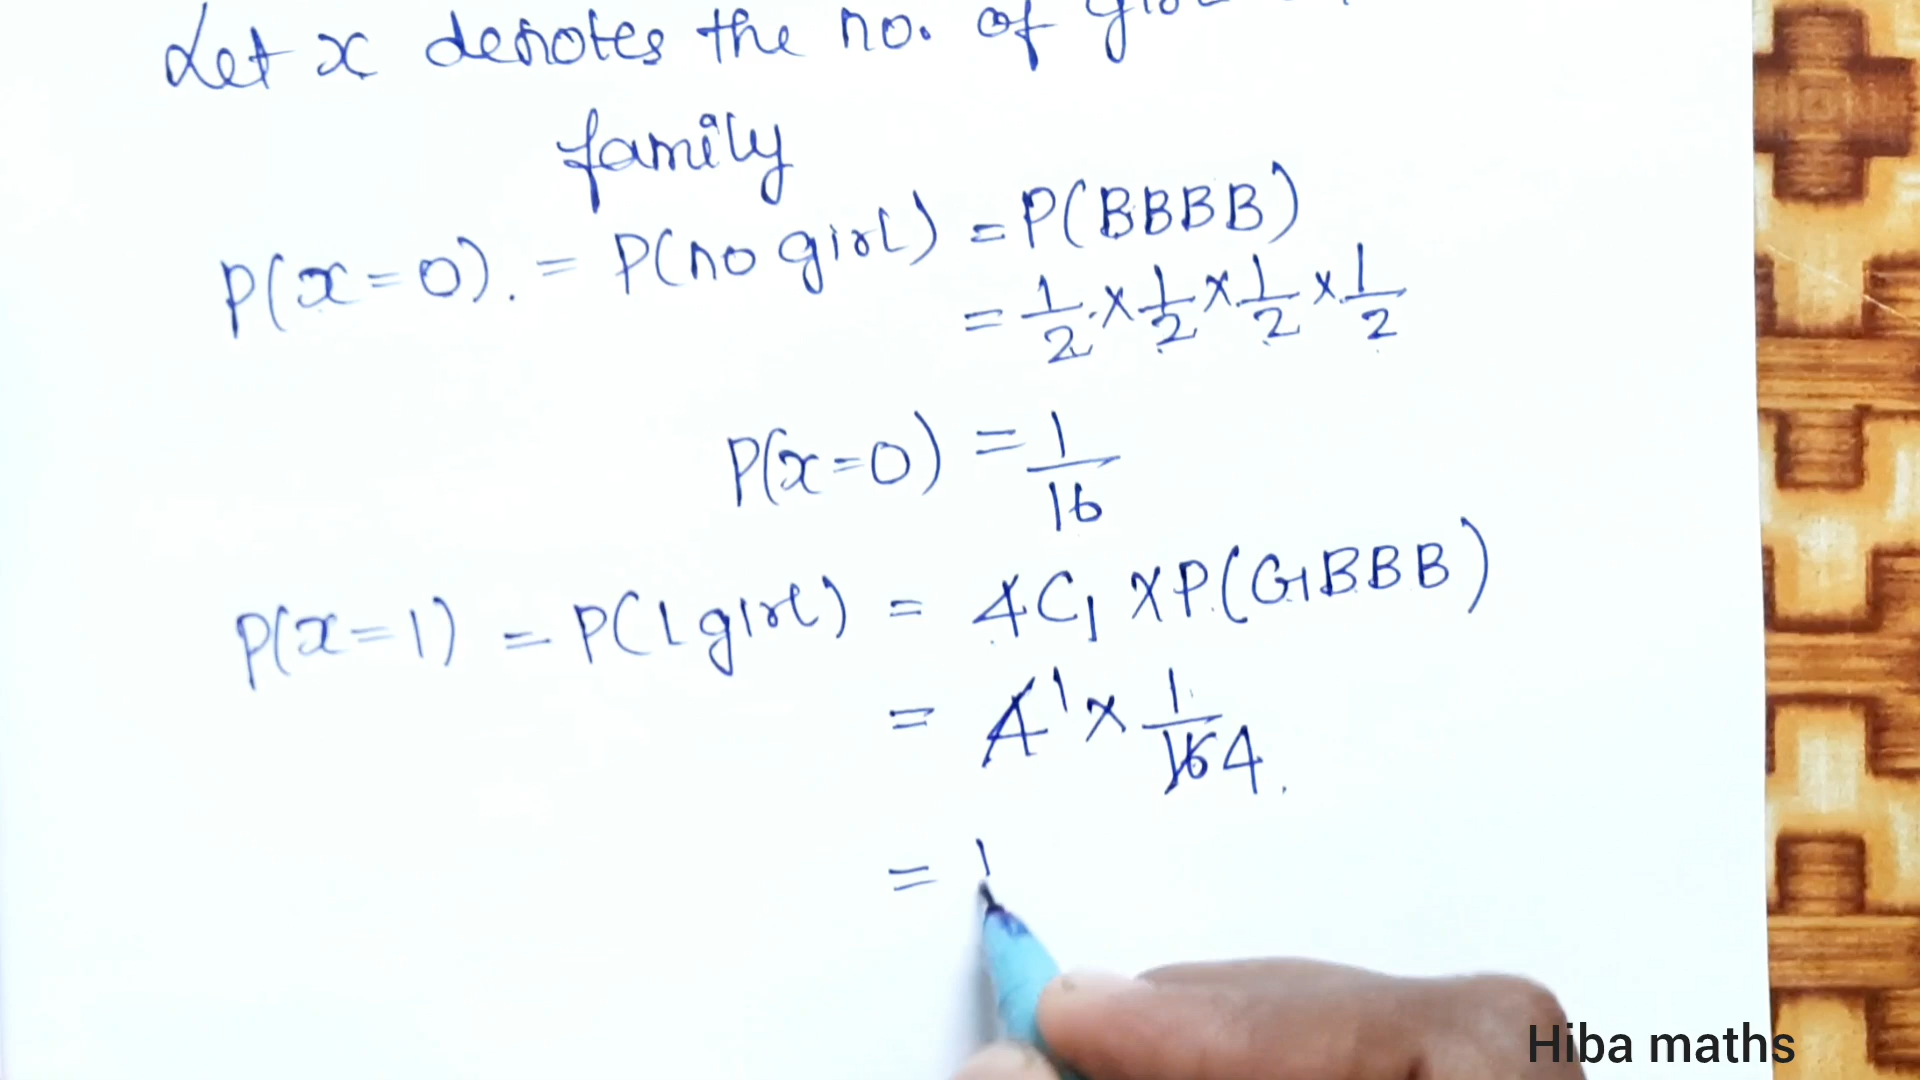 Let x denotes the no. of
family
P(x=0). = P(no girl) = P(BBBB)
= 1/2 × 1/2 × 1/2 × 1/2
P(x=0) = 1/16
P(x=1) = P(1 girl) = 4C₁ × P(GBBB)
= 4 1 × 1/16 4.
= 1
Hiba maths